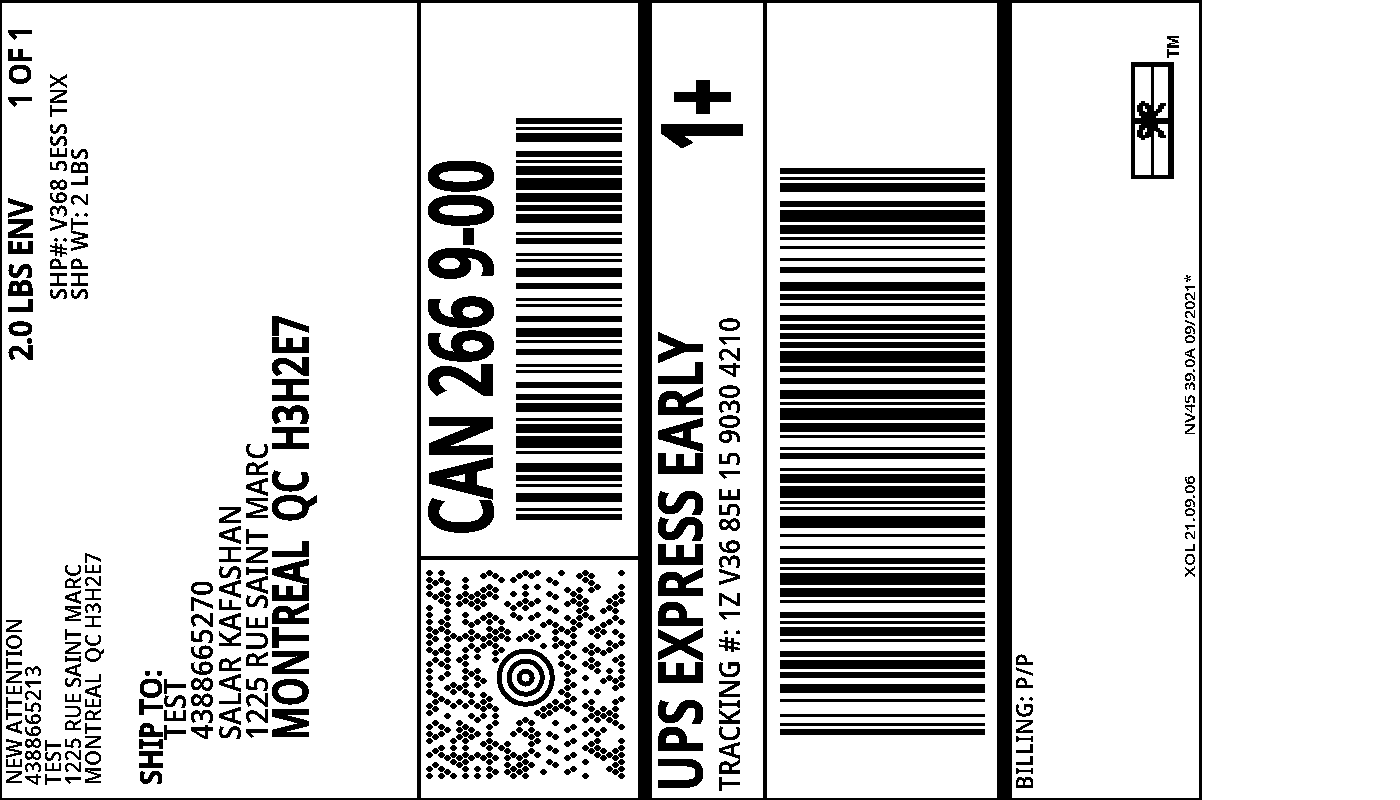 NEW ATTENTION
4388665213
TEST
1225 RUE SAINT MARC
MONTREAL QC H3H2E7
2.0 LBS ENV 1 OF 1
SHP#: V368 5ESS TNX
SHP WT: 2 LBS
SHIP TO:
TEST
4388665270
SALAR KAFASHAN
1225 RUE SAINT MARC
MONTREAL QC H3H2E7
CAN 266 9-00
UPS EXPRESS EARLY 1+
TRACKING #: 1Z V36 85E 15 9030 4210
BILLING: P/P
XOL 21.09.06 NV45 39.0A 09/2021*
TM